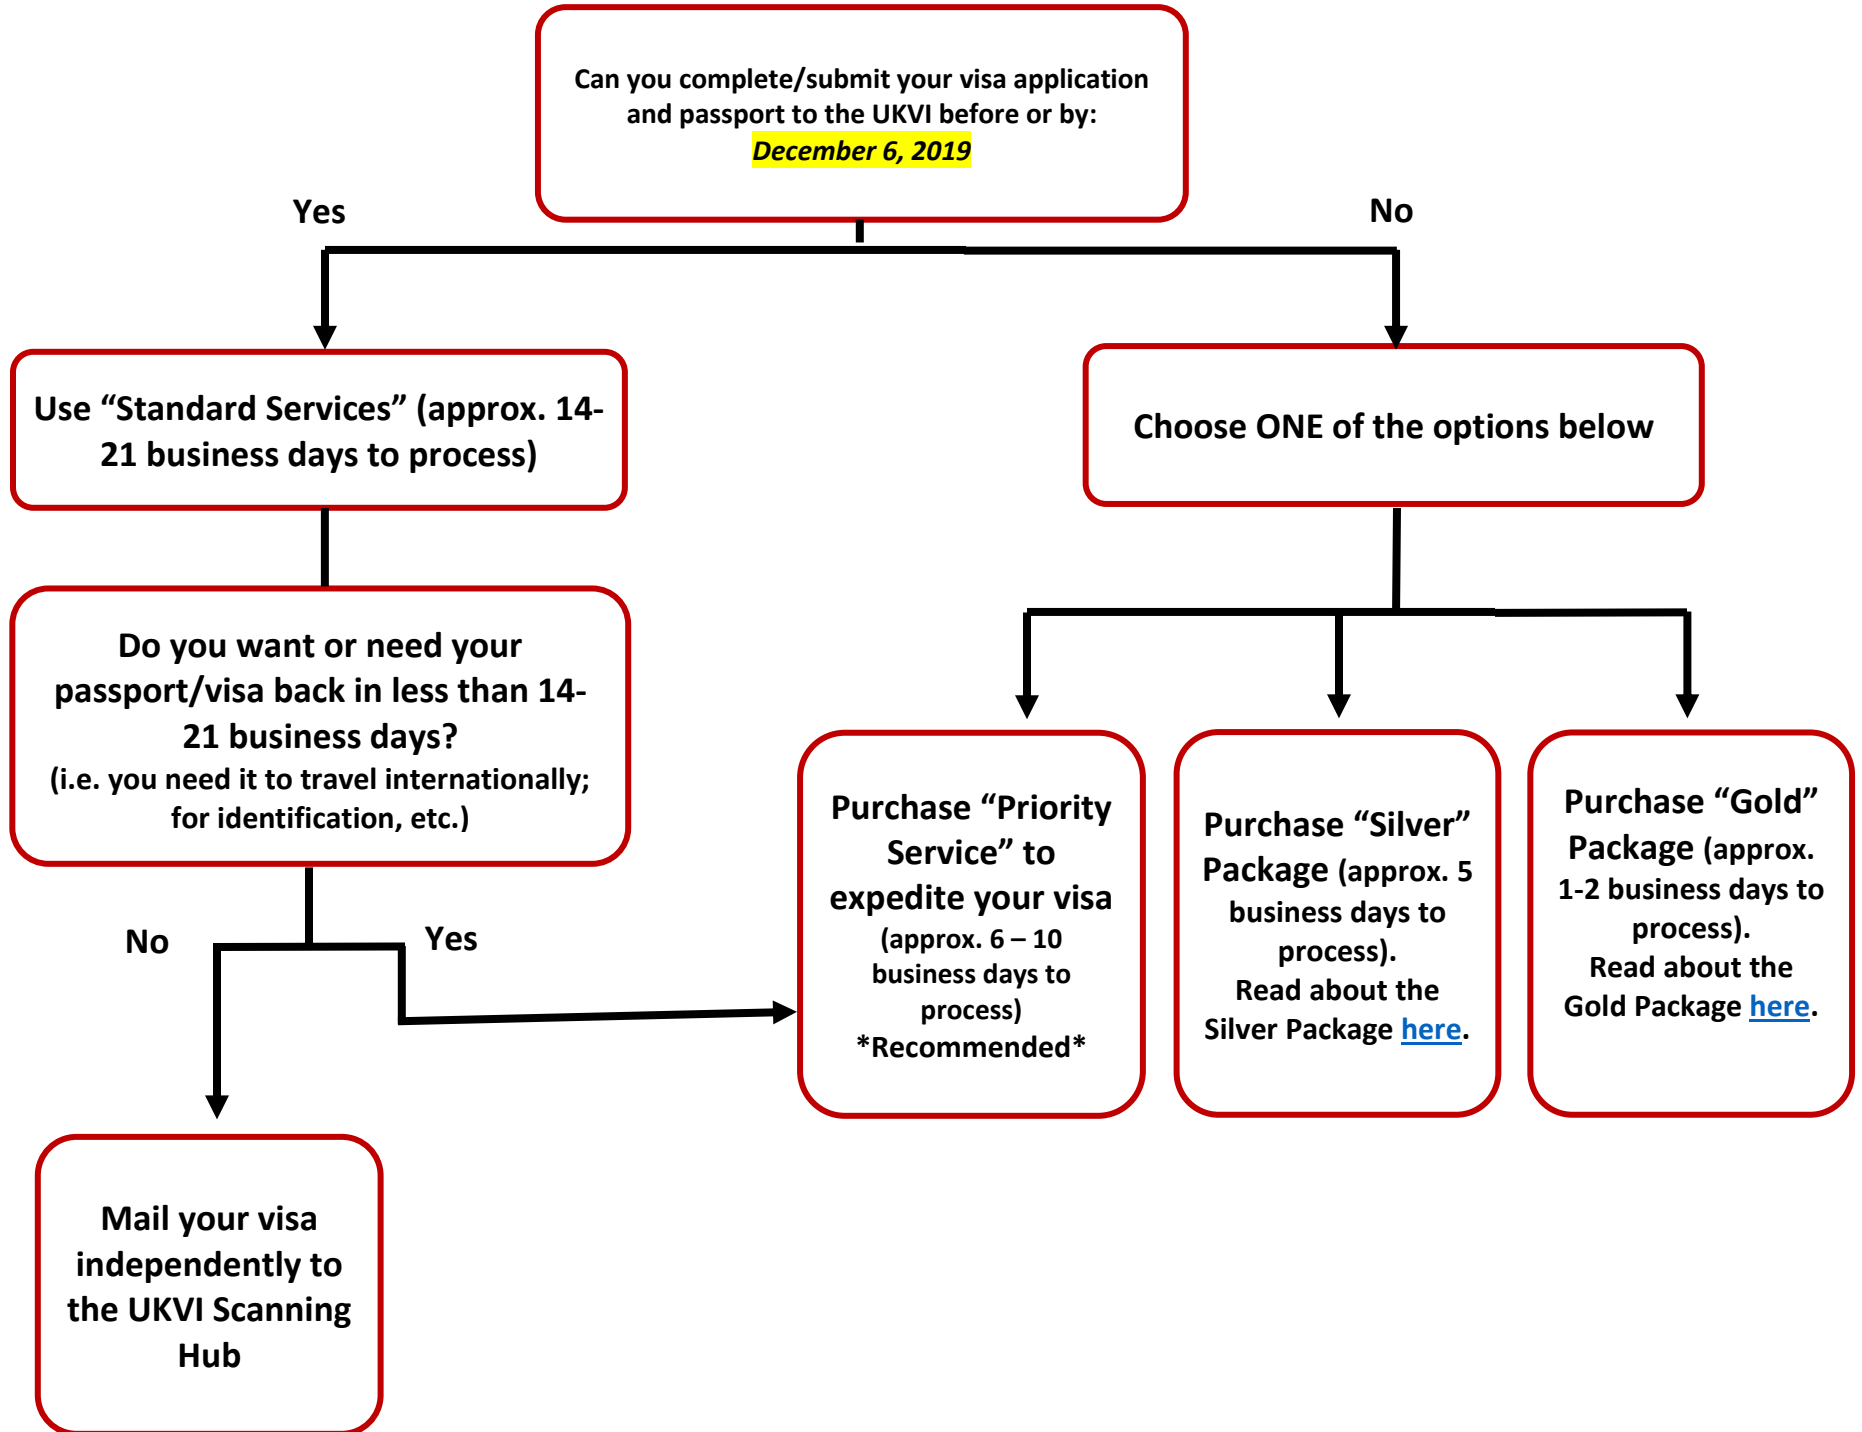 Can you complete/submit your visa application
and passport to the UKVI before or by:
December 6, 2019
Yes
No
Use “Standard Services” (approx. 14-
21 business days to process)
Choose ONE of the options below
Do you want or need your
passport/visa back in less than 14-
21 business days?
(i.e. you need it to travel internationally;
for identification, etc.)
No
Yes
Purchase “Priority
Service” to
expedite your visa
(approx. 6 – 10
business days to
process)
*Recommended*
Purchase “Silver”
Package (approx. 5
business days to
process).
Read about the
Silver Package here.
Purchase “Gold”
Package (approx.
1-2 business days to
process).
Read about the
Gold Package here.
Mail your visa
independently to
the UKVI Scanning
Hub